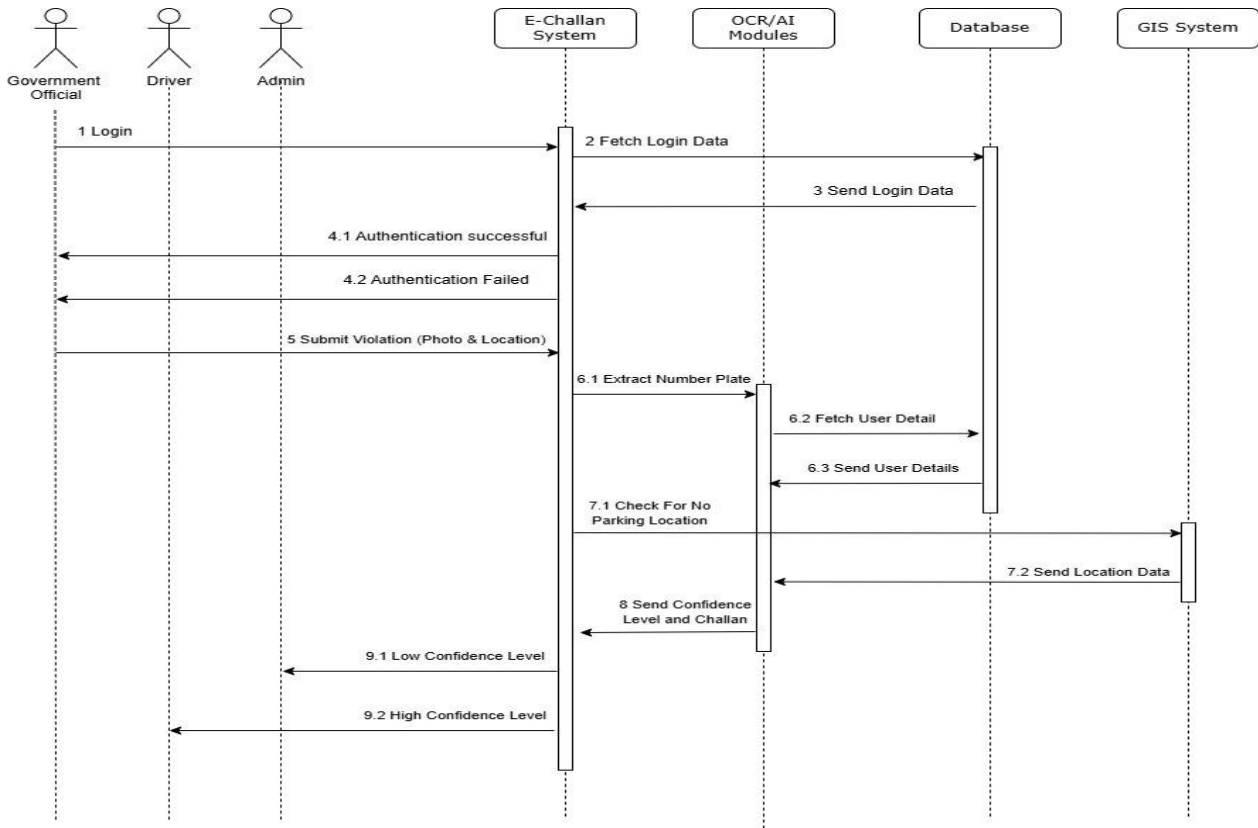 E-Challan
System
OCR/AI
Modules
Database
GIS System
Government
Official
Driver
Admin
1 Login
2 Fetch Login Data
3 Send Login Data
4.1 Authentication successful
4.2 Authentication Failed
5 Submit Violation (Photo & Location)
6.1 Extract Number Plate
6.2 Fetch User Detail
6.3 Send User Details
7.1 Check For No
Parking Location
7.2 Send Location Data
8 Send Confidence
Level and Challan
9.1 Low Confidence Level
9.2 High Confidence Level